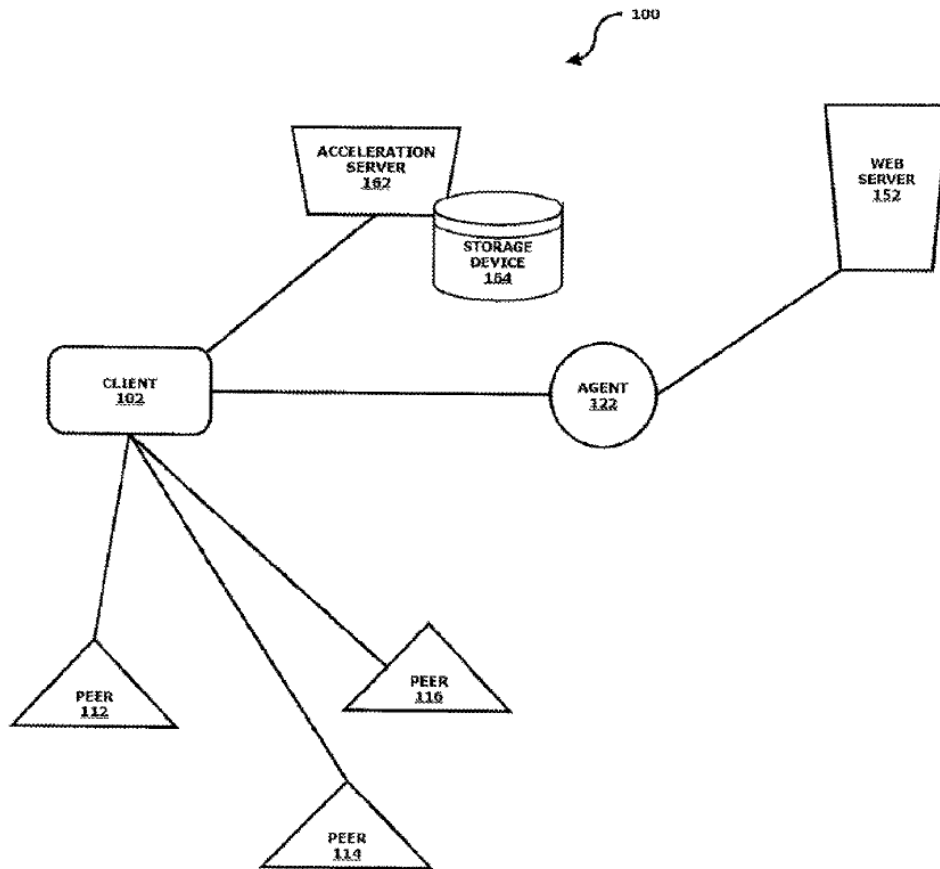 100
ACCELERATION
SERVER
162
WEB
SERVER
152
STORAGE
DEVICE
164
CLIENT
102
AGENT
122
PEER
112
PEER
116
PEER
114